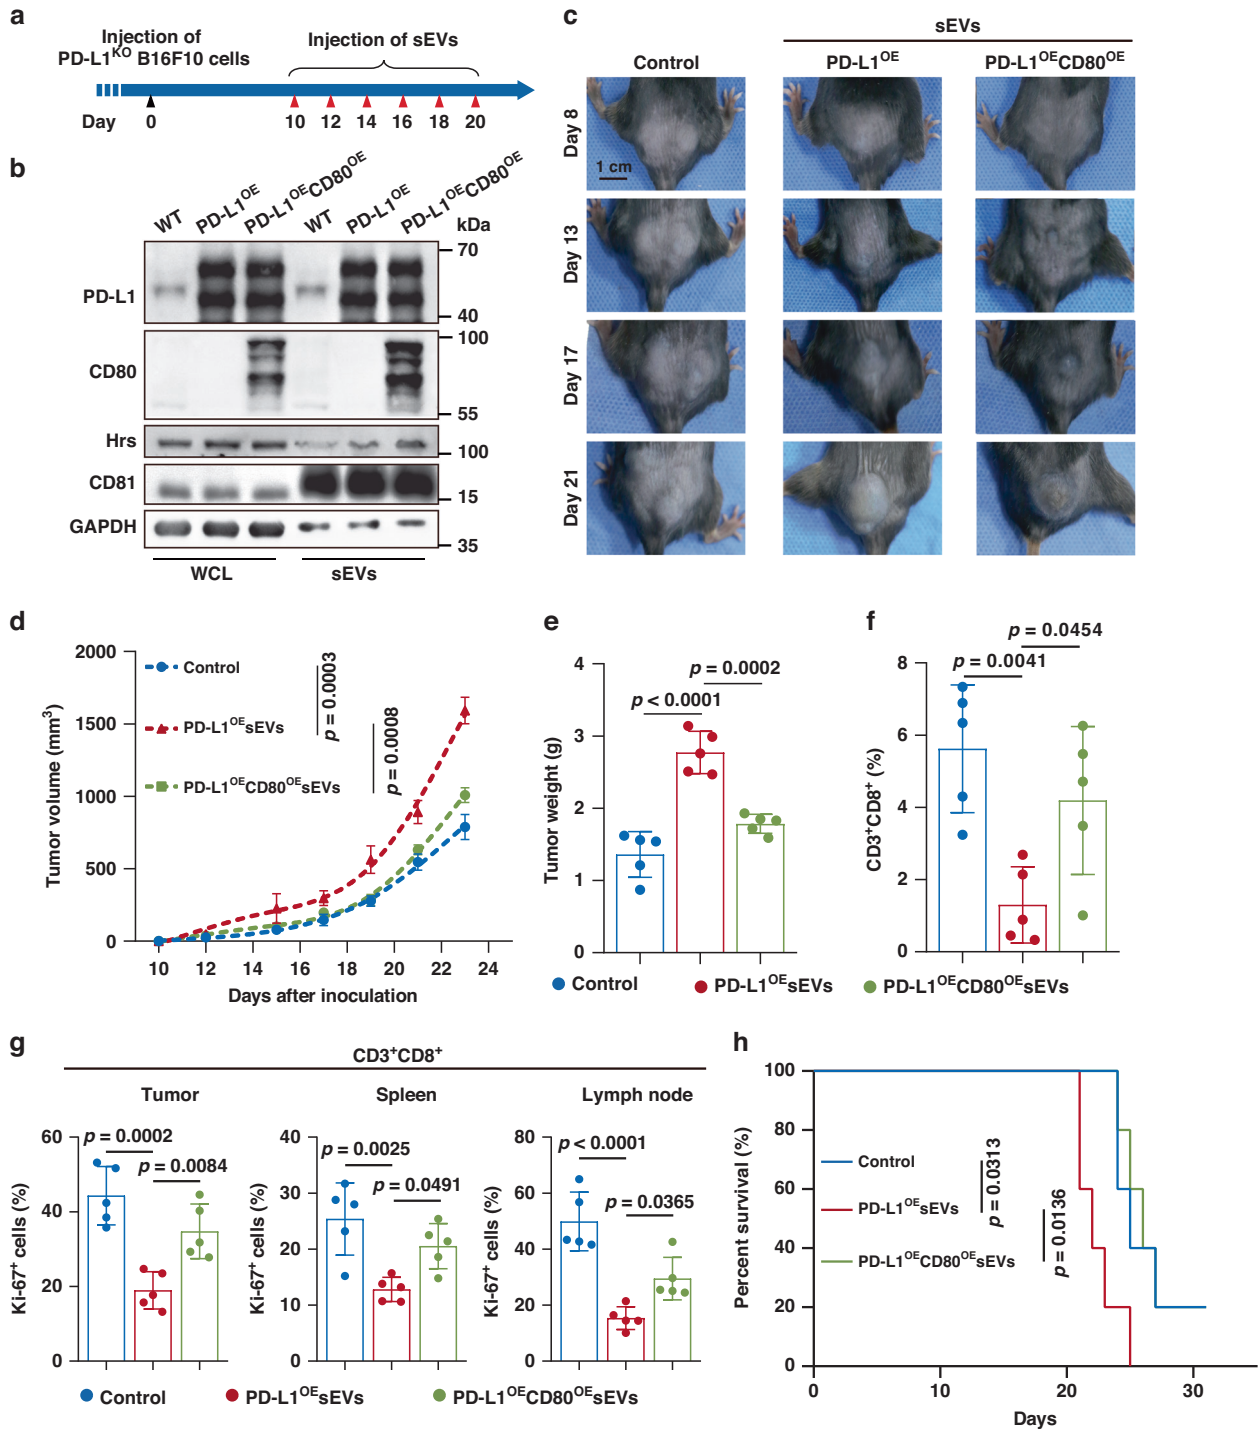 a
Injection of
PD-L1KO B16F10 cells
Injection of sEVs
Day 0 10 12 14 16 18 20
b
WT PD-L1OE PD-L1OECD80OE WT PD-L1OE PD-L1OECD80OE
kDa
PD-L1
70
40
CD80
100
55
Hrs
100
CD81
15
GAPDH
35
WCL sEVs
c
sEVs
Control PD-L1OE PD-L1OECD80OE
Day 8
1 cm
Day 13
Day 17
Day 21
d
Tumor volume (mm3)
2000
1500
1000
500
0
Control
PD-L1OEsEVs
PD-L1OECD80OEsEVs
p = 0.0003
p = 0.0008
10 12 14 16 18 20 22 24
Days after inoculation
e
Tumor weight (g)
4
3
2
1
0
p < 0.0001
p = 0.0002
f
CD3+CD8+ (%)
8
6
4
2
0
p = 0.0454
p = 0.0041
Control PD-L1OEsEVs PD-L1OECD80OEsEVs
g
CD3+CD8+
Tumor
Ki-67+ cells (%)
60
40
20
0
p = 0.0002
p = 0.0084
Spleen
Ki-67+ cells (%)
40
30
20
10
0
p = 0.0025
p = 0.0491
Lymph node
Ki-67+ cells (%)
80
60
40
20
0
p < 0.0001
p = 0.0365
Control PD-L1OEsEVs PD-L1OECD80OEsEVs
h
Percent survival (%)
100
80
60
40
20
0
Control
PD-L1OEsEVs
PD-L1OECD80OEsEVs
p = 0.0313
p = 0.0136
0 10 20 30
Days